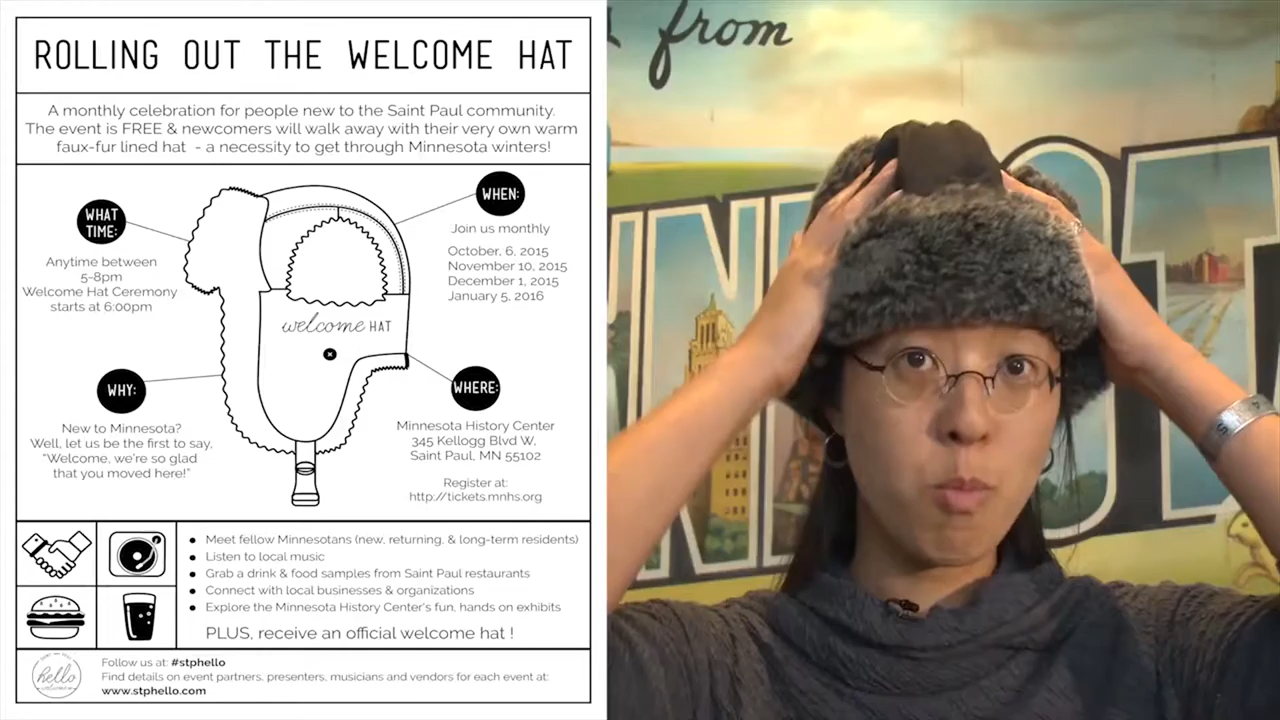 ROLLING OUT THE WELCOME HAT
A monthly celebration for people new to the Saint Paul community.
The event is FREE & newcomers will walk away with their very own warm
faux-fur lined hat - a necessity to get through Minnesota winters!
WHAT
TIME:
Anytime between
5-8pm
Welcome Hat Ceremony
starts at 6:00pm
WHEN:
Join us monthly
October, 6, 2015
November 10, 2015
December 1, 2015
January 5, 2016
welcome HAT
WHY:
New to Minnesota?
Well, let us be the first to say,
"Welcome, we're so glad
that you moved here!"
WHERE:
Minnesota History Center
345 Kellogg Blvd W,
Saint Paul, MN 55102
Register at:
http://tickets.mnhs.org
Meet fellow Minnesotans (new, returning, & long-term residents)
Listen to local music
Grab a drink & food samples from Saint Paul restaurants
Connect with local businesses & organizations
Explore the Minnesota History Center's fun, hands on exhibits
PLUS, receive an official welcome hat !
hello
Follow us at: #stphello
Find details on event partners, presenters, musicians and vendors for each event at:
www.stphello.com
from